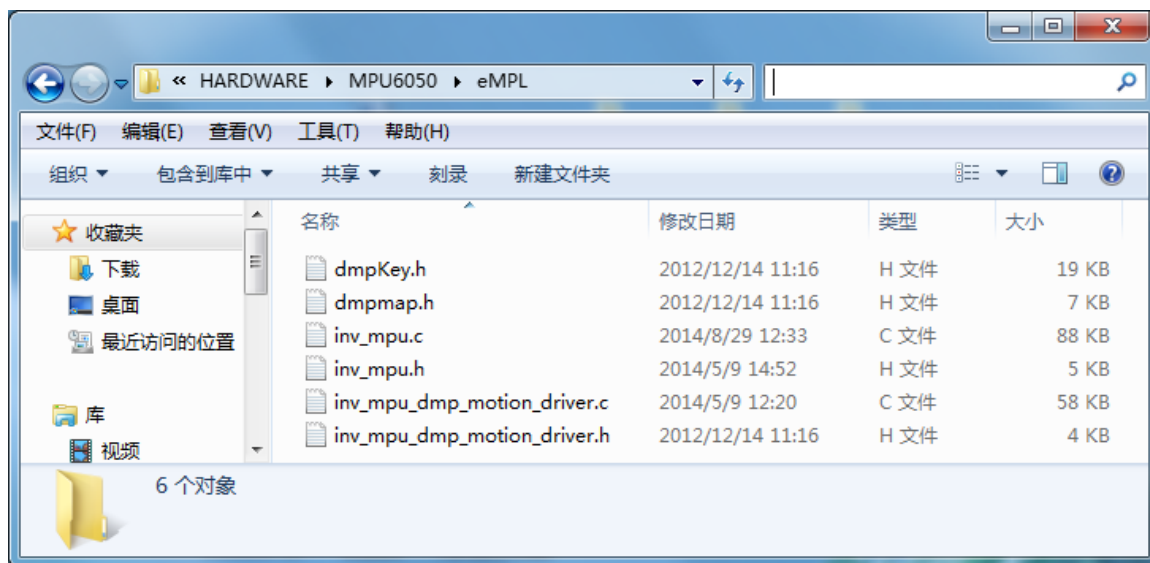 « HARDWARE ▸ MPU6050 ▸ eMPL
文件(F) 编辑(E) 查看(V) 工具(T) 帮助(H)
组织 包含到库中 共享 刻录 新建文件夹
收藏夹
下载
桌面
最近访问的位置
库
视频
名称 修改日期 类型 大小
dmpKey.h 2012/12/14 11:16 H 文件 19 KB
dmpmap.h 2012/12/14 11:16 H 文件 7 KB
inv_mpu.c 2014/8/29 12:33 C 文件 88 KB
inv_mpu.h 2014/5/9 14:52 H 文件 5 KB
inv_mpu_dmp_motion_driver.c 2014/5/9 12:20 C 文件 58 KB
inv_mpu_dmp_motion_driver.h 2012/12/14 11:16 H 文件 4 KB
6 个对象